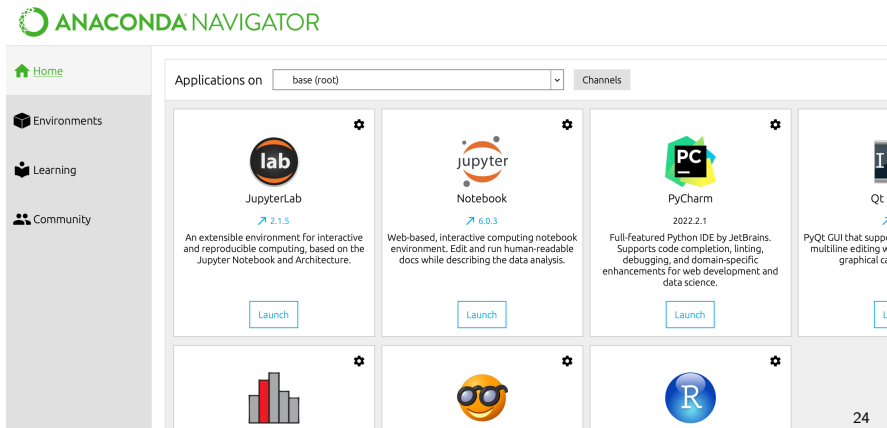 ANACONDA NAVIGATOR
Home
Environments
Learning
Community
Applications on base (root) Channels
lab
JupyterLab
2.1.5
An extensible environment for interactive
and reproducible computing, based on the
Jupyter Notebook and Architecture.
Launch
jupyter
Notebook
6.0.3
Web-based, interactive computing notebook
environment. Edit and run human-readable
docs while describing the data analysis.
Launch
PC
PyCharm
2022.2.1
Full-featured Python IDE by JetBrains.
Supports code completion, linting,
debugging, and domain-specific
enhancements for web development and
data science.
Launch
Qt
PyQt GUI that
multiline editing
graphical
R
24